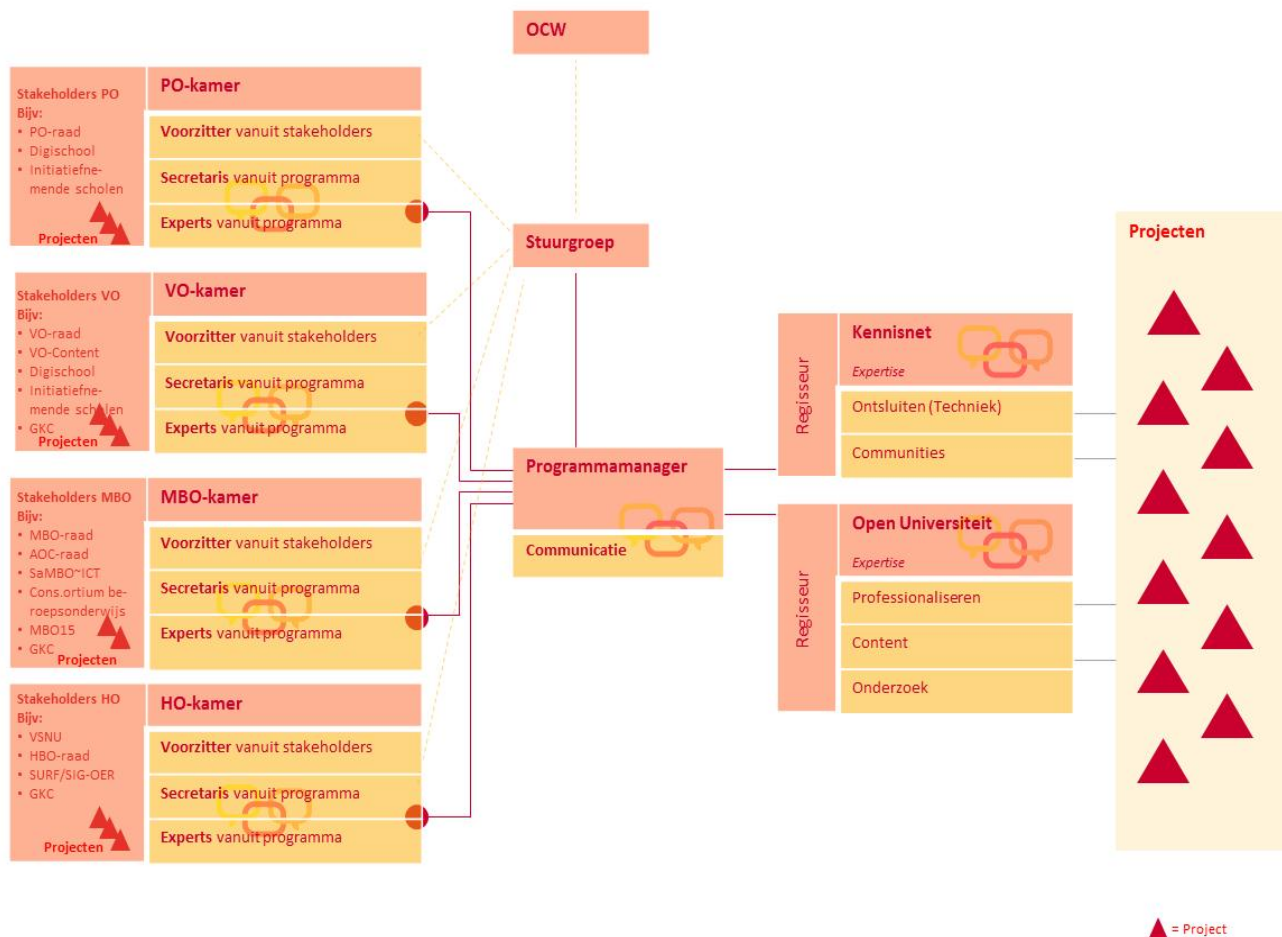 OCW
Stakeholders PO
Bijv:
• PO-raad
• Digischool
• Initiatiefne-
mende scholen
Projecten
PO-kamer
Voorzitter vanuit stakeholders
Secretaris vanuit programma
Experts vanuit programma
Stuurgroep
Stakeholders VO
Bijv:
• VO-raad
• VO-Content
• Digischool
• Initiatiefne-
mende scholen
• GKC
Projecten
VO-kamer
Voorzitter vanuit stakeholders
Secretaris vanuit programma
Experts vanuit programma
Stakeholders MBO
Bijv:
• MBO-raad
• AOC-raad
• SaMBO~ICT
• Cons.ortium be-
roepsonderwijs
• MBO15
• GKC
Projecten
MBO-kamer
Voorzitter vanuit stakeholders
Secretaris vanuit programma
Experts vanuit programma
Stakeholders HO
Bijv:
• VSNU
• HBO-raad
• SURF/SIG-OER
• GKC
Projecten
HO-kamer
Voorzitter vanuit stakeholders
Secretaris vanuit programma
Experts vanuit programma
Programmamanager
Communicatie
Regisseur
Kennisnet
Expertise
Ontsluiten (Techniek)
Communities
Regisseur
Open Universiteit
Expertise
Professionaliseren
Content
Onderzoek
Projecten
= Project